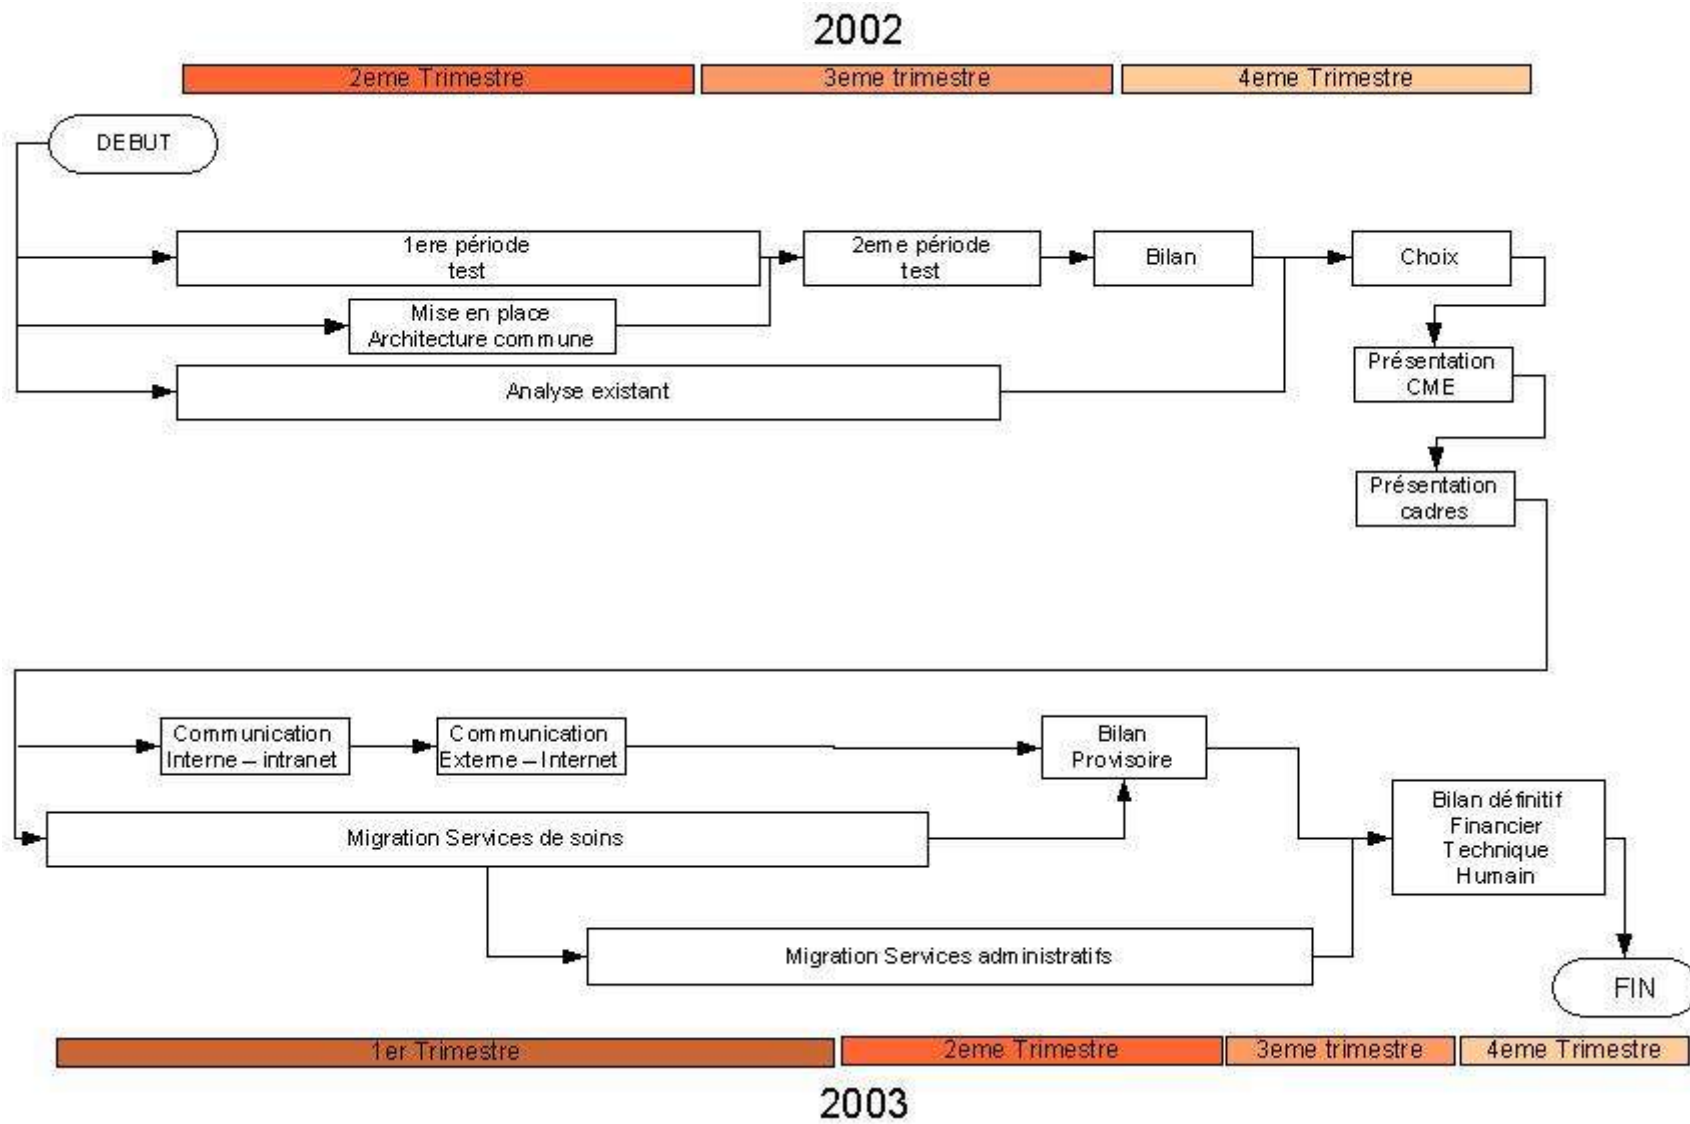 2002
2eme Trimestre
3eme trimestre
4eme Trimestre
DEBUT
1ere période
test
2eme période
test
Bilan
Choix
Mise en place
Architecture commune
Présentation
CME
Analyse existant
Présentation
cadres
Communication
Interne – intranet
Communication
Externe – Internet
Bilan
Provisoire
Migration Services de soins
Bilan définitif
Financier
Technique
Humain
Migration Services administratifs
FIN
1er Trimestre
2eme Trimestre
3eme trimestre
4eme Trimestre
2003